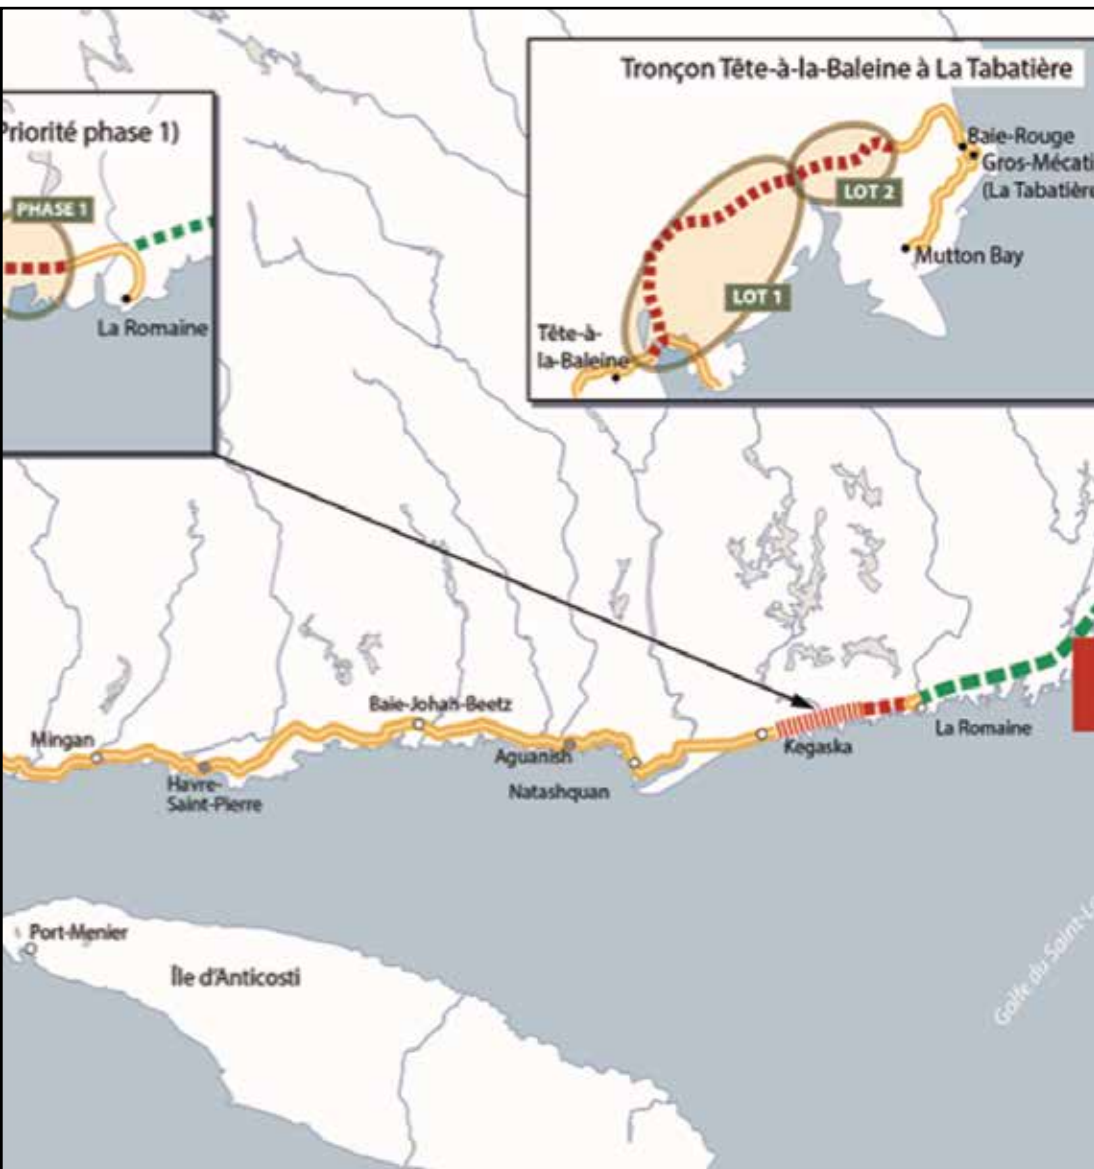 Tronçon Tête-à-la-Baleine à La Tabatière
Priorité phase 1)
PHASE 1
La Romaine
Baie-Rouge
Gros-Mécati
(La Tabatière
LOT 2
Mutton Bay
LOT 1
Tête-à-
la-Baleine
Mingan
Havre-
Saint-Pierre
Baie-Johan-Beetz
Aguanish
Natashquan
Kegaska
La Romaine
Port-Menier
Île d'Anticosti
Golfe du Saint-L